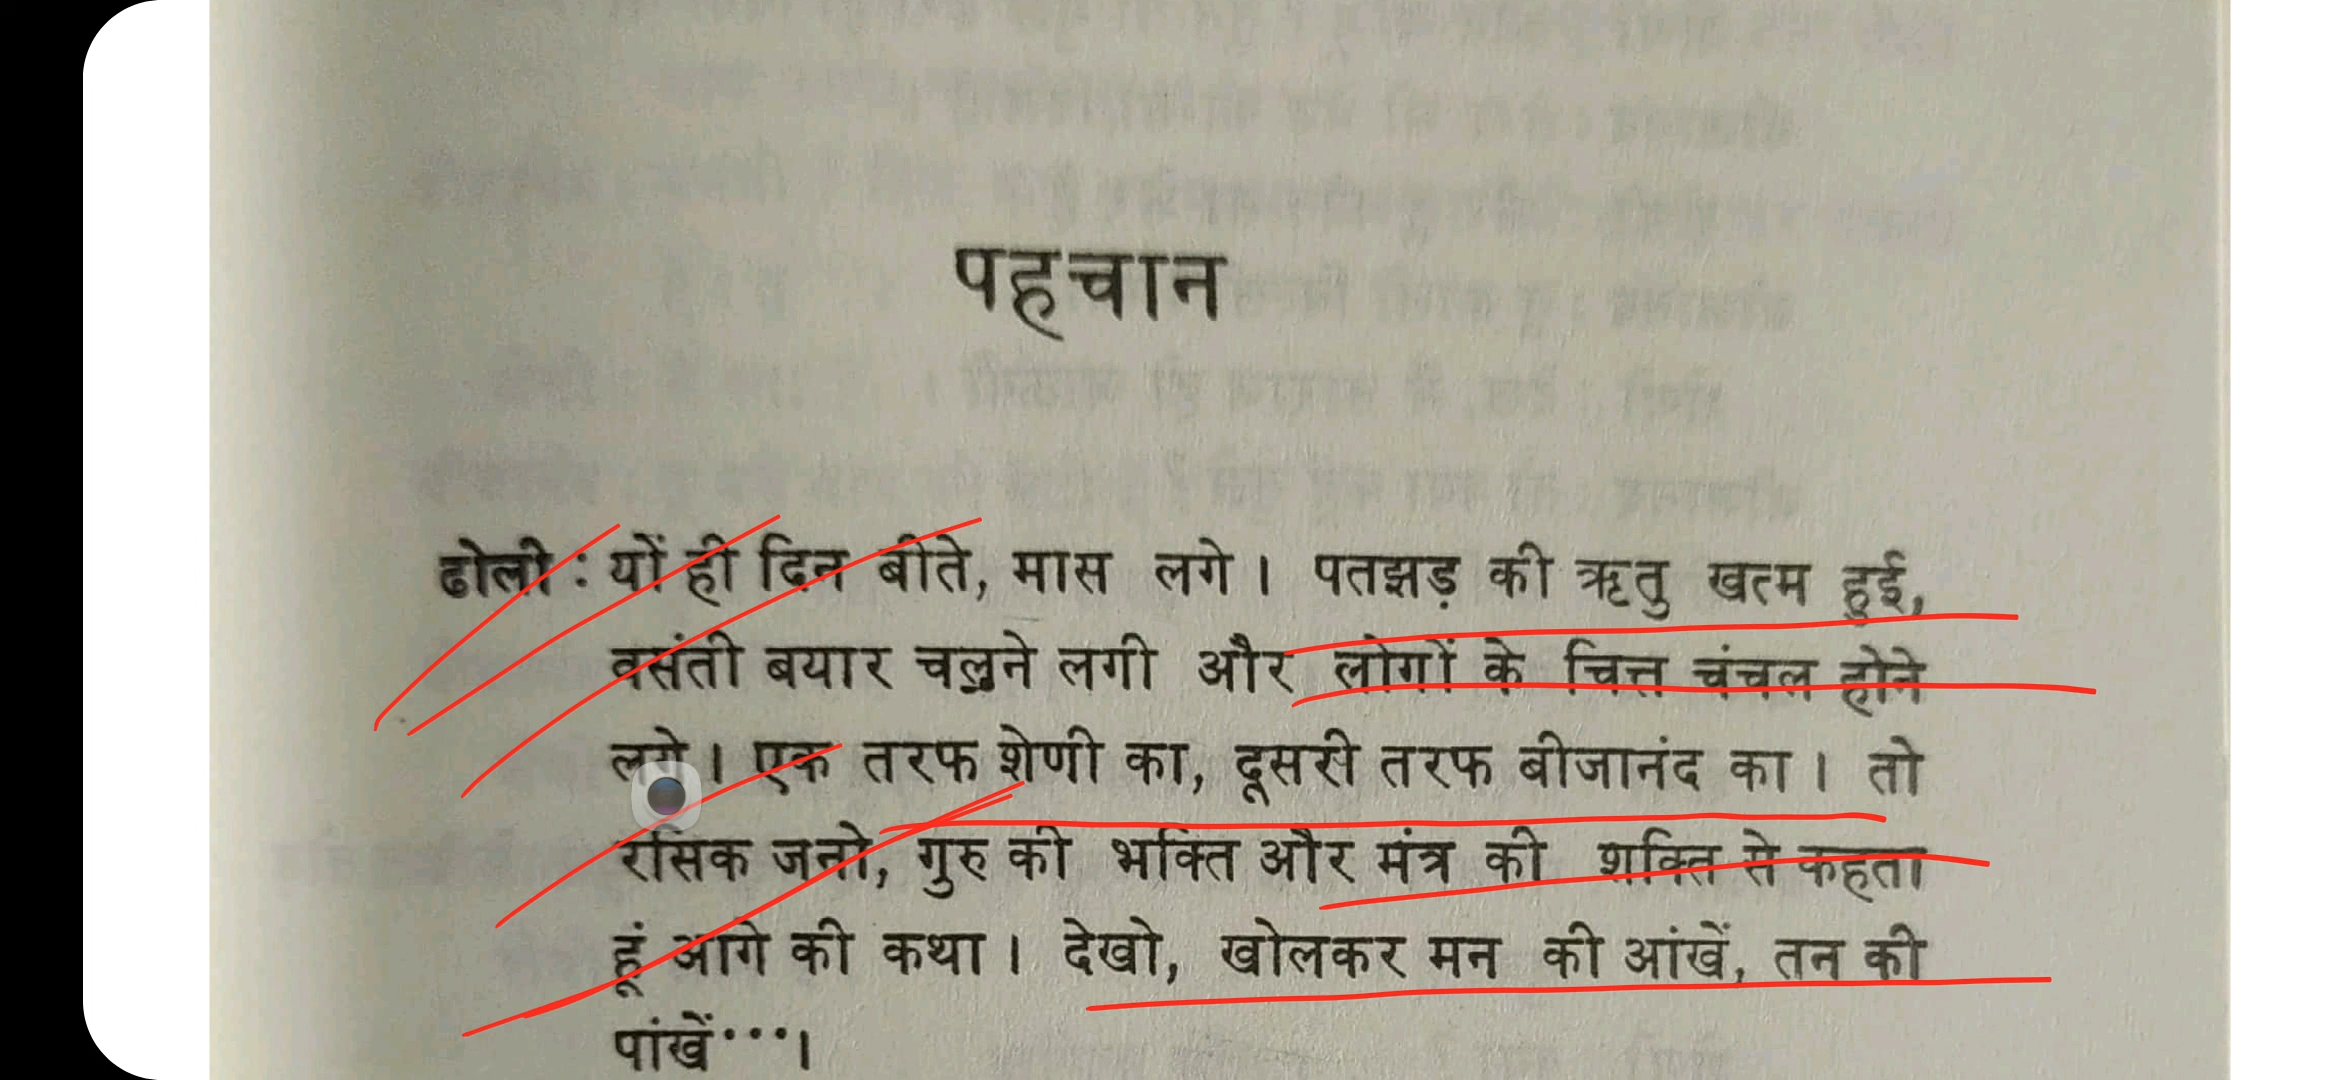 पहचान
ढोली : यों ही दिन बीते, मास लगे। पतझड़ की ऋतु खत्म हुई,
वसंती बयार चलने लगी और लोगों के चित्त चंचल होने
लगे। एक तरफ शेणी का, दूसरी तरफ बीजानंद का। तो
रसिक जनो, गुरु की भक्ति और मंत्र की शक्ति से कहता
हूं आगे की कथा। देखो, खोलकर मन की आंखें, तन की
पांखें···।